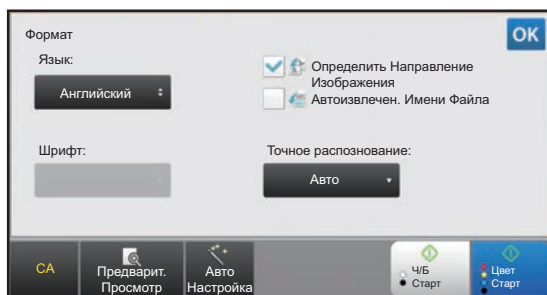 Формат
OK
Язык:
Английский
Определить Направление
Изображения
Автоизвлечен. Имени Файла
Шрифт:
Точное распознование:
Авто
CA
Предварит.
Просмотр
Авто
Настройка
Ч/Б
Старт
Цвет
Старт